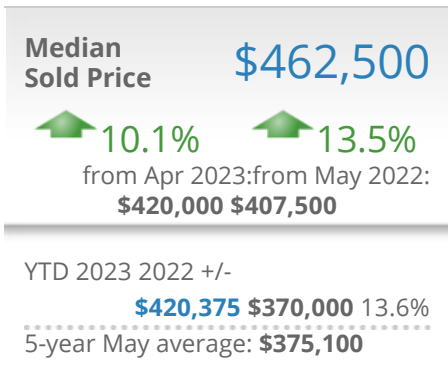 Median
Sold Price
$462,500
10.1% 13.5%
from Apr 2023:from May 2022:
$420,000 $407,500
YTD 2023 2022 +/-
$420,375 $370,000 13.6%
5-year May average: $375,100